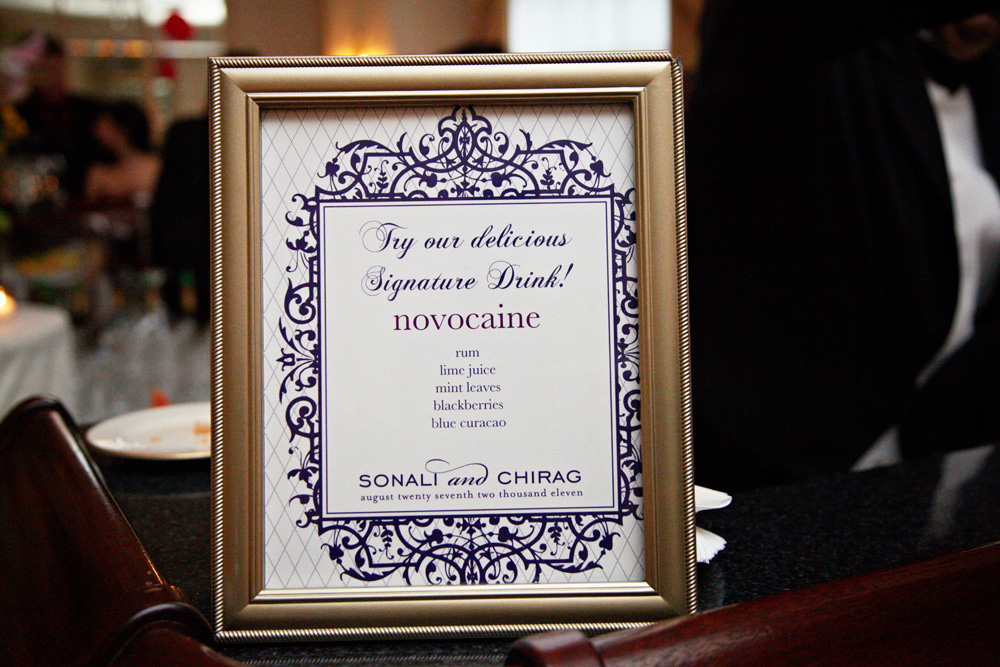 Try our delicious
Signature Drink!
novocaine
rum
lime juice
mint leaves
blackberries
blue curacao
SONALI and CHIRAG
august twenty seventh two thousand eleven